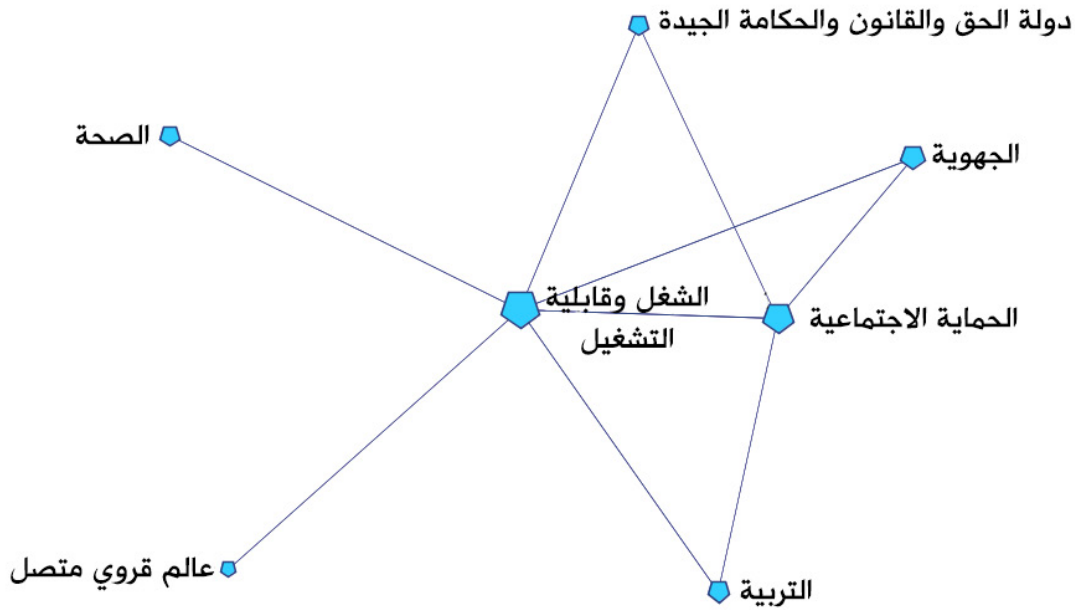 دولة الحق والقانون والحكامة الجيدة
الصحة
الجهوية
الشغل وقابلية
التشغيل
الحماية الاجتماعية
عالم قروي متصل
التربية